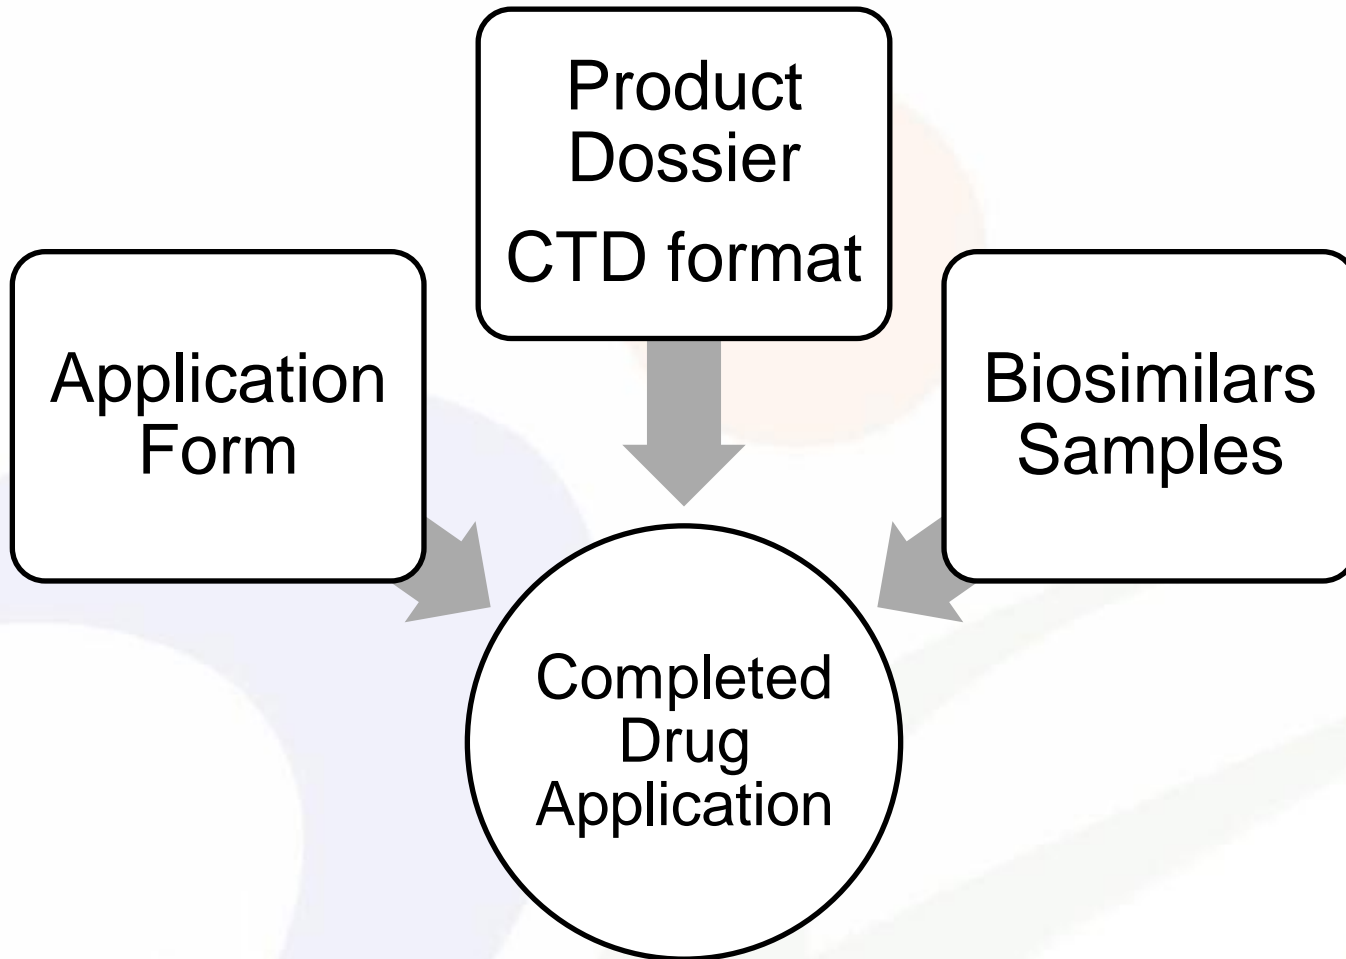 Product
Dossier
CTD format
Application
Form
Biosimilars
Samples
Completed
Drug
Application